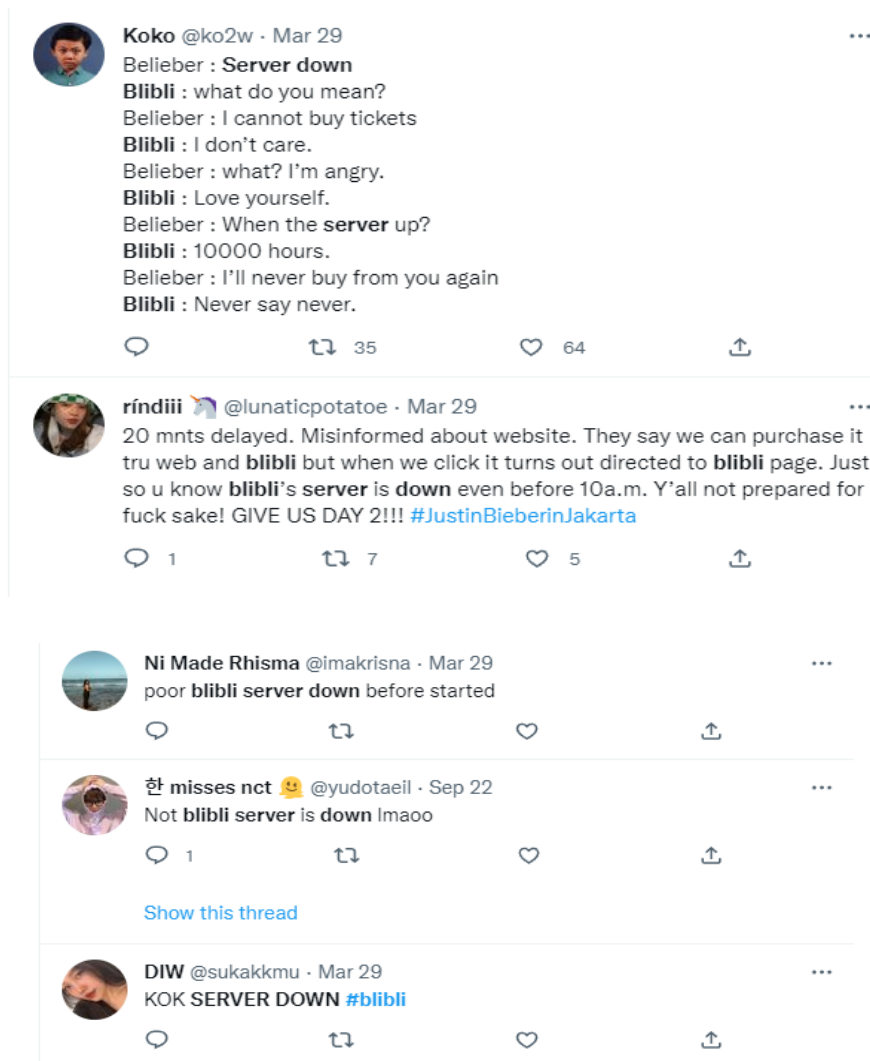 Koko @ko2w · Mar 29
Belieber : Server down
Blibli : what do you mean?
Belieber : I cannot buy tickets
Blibli : I don't care.
Belieber : what? I'm angry.
Blibli : Love yourself.
Belieber : When the server up?
Blibli : 10000 hours.
Belieber : I'll never buy from you again
Blibli : Never say never.
35 64
ríndiii 🦄 @lunaticpotatoe · Mar 29
20 mnts delayed. Misinformed about website. They say we can purchase it
tru web and blibli but when we click it turns out directed to blibli page. Just
so u know blibli's server is down even before 10a.m. Y'all not prepared for
fuck sake! GIVE US DAY 2!!! #JustinBieberinJakarta
1 7 5
Ni Made Rhisma @imakrisna · Mar 29
poor blibli server down before started
한 misses nct 🫠 @yudotaeil · Sep 22
Not blibli server is down lmaoo
1
Show this thread
DIW @sukakkmu · Mar 29
KOK SERVER DOWN #blibli